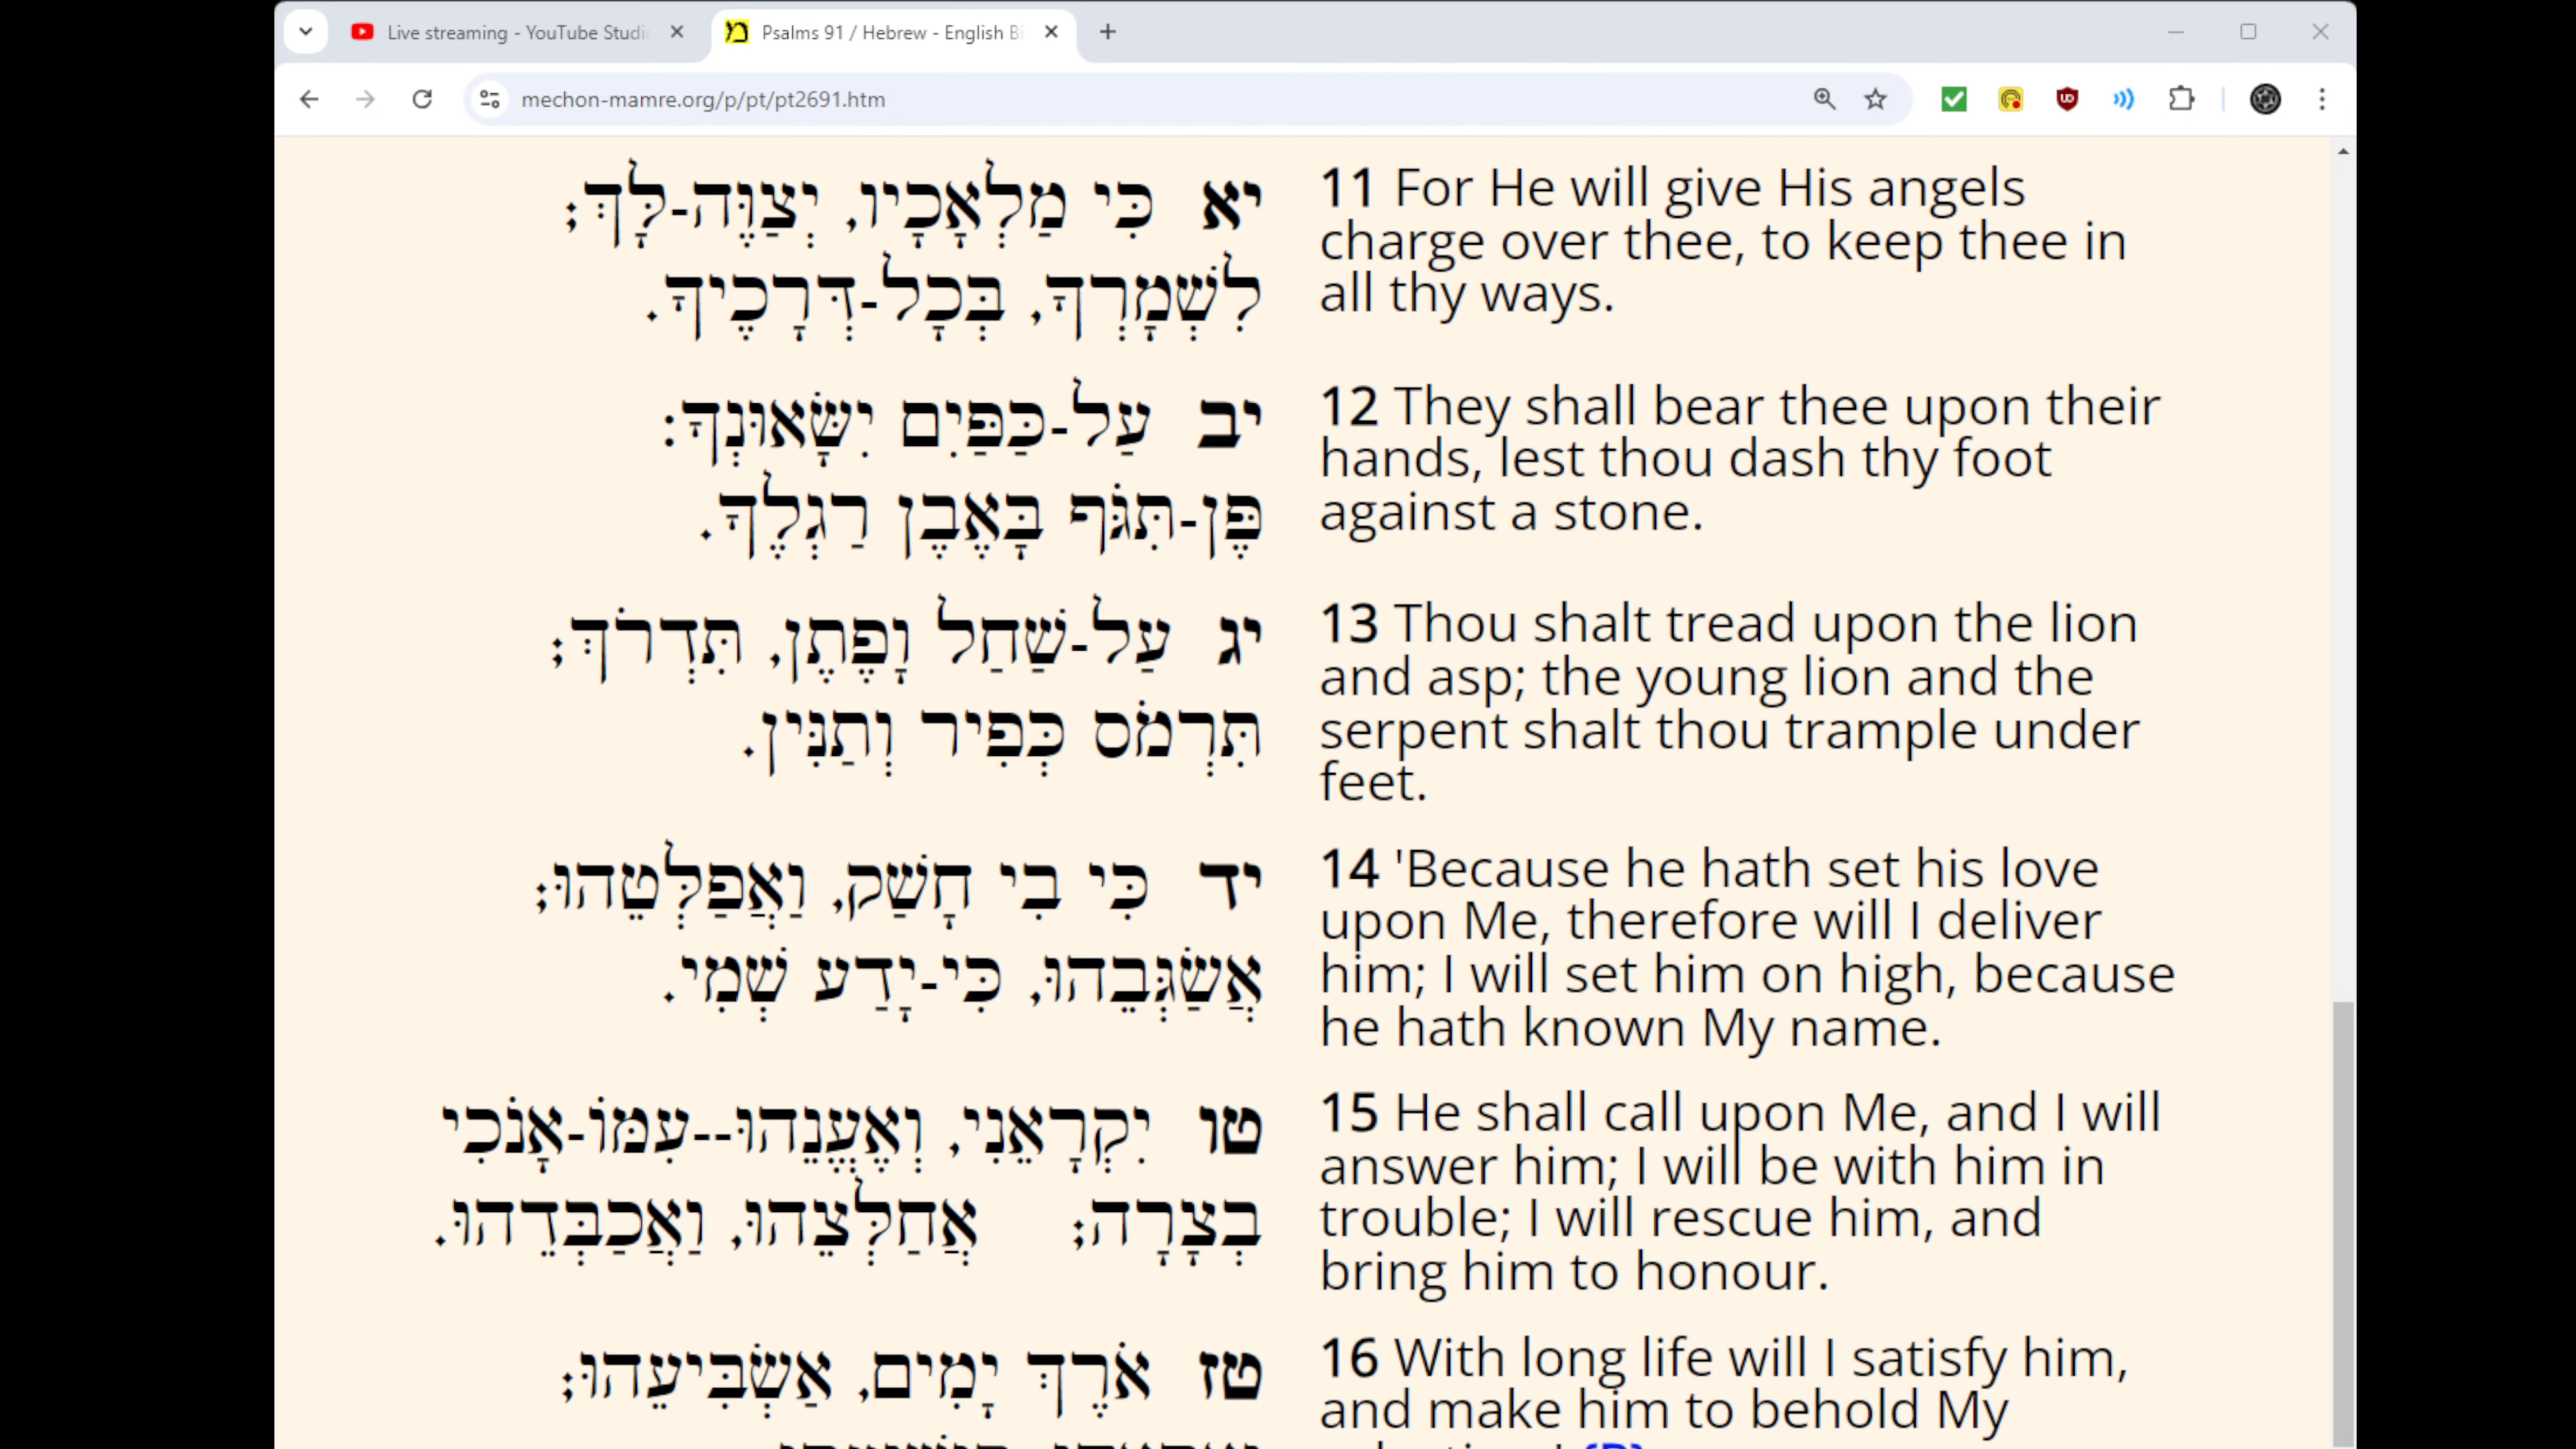 Live streaming - YouTube Studi
Psalms 91 / Hebrew - English Bi
mechon-mamre.org/p/pt/pt2691.htm
יא כִּי מַלְאָכָיו, יְצַוֶּה-לָּךְ;
לִשְׁמָרְךָ, בְּכָל-דְּרָכֶיךָ.
11 For He will give His angels
charge over thee, to keep thee in
all thy ways.
יב עַל-כַּפַּיִם יִשָּׂאוּנְךָ:
פֶּן-תִּגֹּף בָּאֶבֶן רַגְלֶךָ.
12 They shall bear thee upon their
hands, lest thou dash thy foot
against a stone.
יג עַל-שַׁחַל וָפֶתֶן, תִּדְרֹךְ;
תִּרְמֹס כְּפִיר וְתַנִּין.
13 Thou shalt tread upon the lion
and asp; the young lion and the
serpent shalt thou trample under
feet.
יד כִּי בִי חָשַׁק, וַאֲפַלְּטֵהוּ;
אֲשַׂגְּבֵהוּ, כִּי-יָדַע שְׁמִי.
14 'Because he hath set his love
upon Me, therefore will I deliver
him; I will set him on high, because
he hath known My name.
טו יִקְרָאֵנִי, וְאֶעֱנֵהוּ--עִמּוֹ-אָנֹכִי
בְצָרָה; אֲחַלְּצֵהוּ, וַאֲכַבְּדֵהוּ.
15 He shall call upon Me, and I will
answer him; I will be with him in
trouble; I will rescue him, and
bring him to honour.
טז אֹרֶךְ יָמִים, אַשְׂבִּיעֵהוּ;
16 With long life will I satisfy him,
and make him to behold My